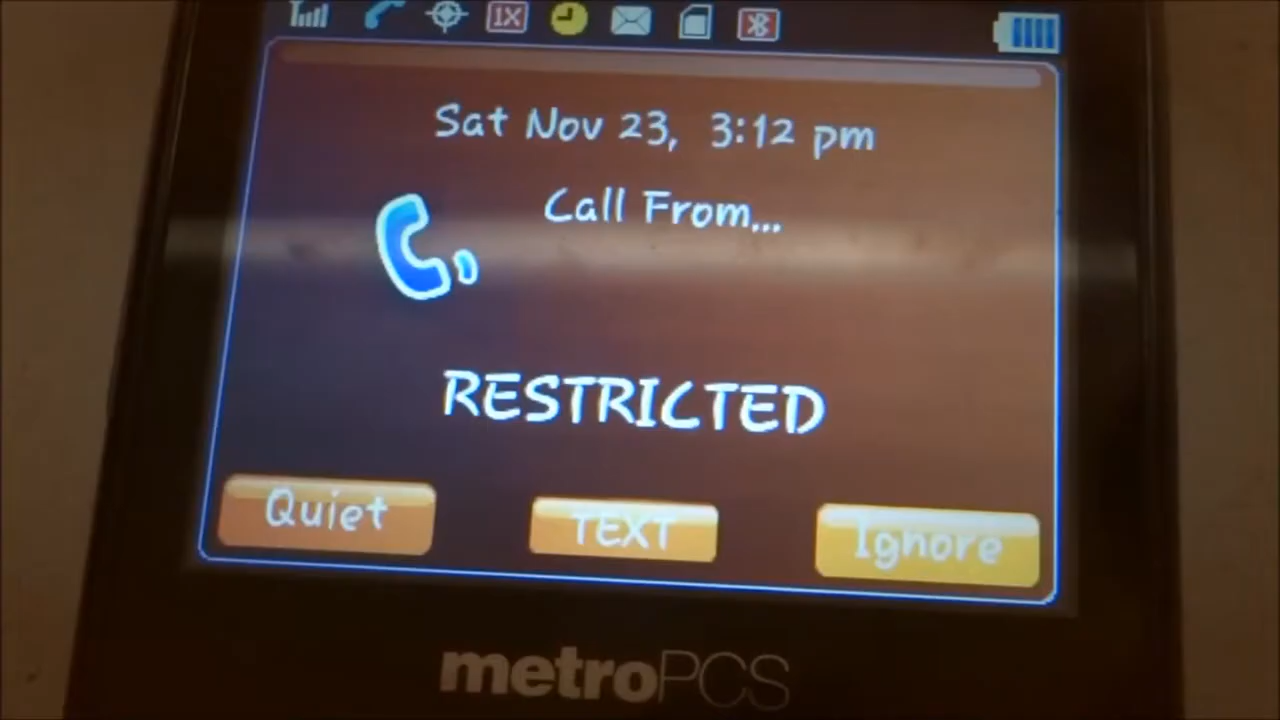 1X
Sat Nov 23, 3:12 pm
Call From...
RESTRICTED
Quiet TEXT Ignore
metroPCS